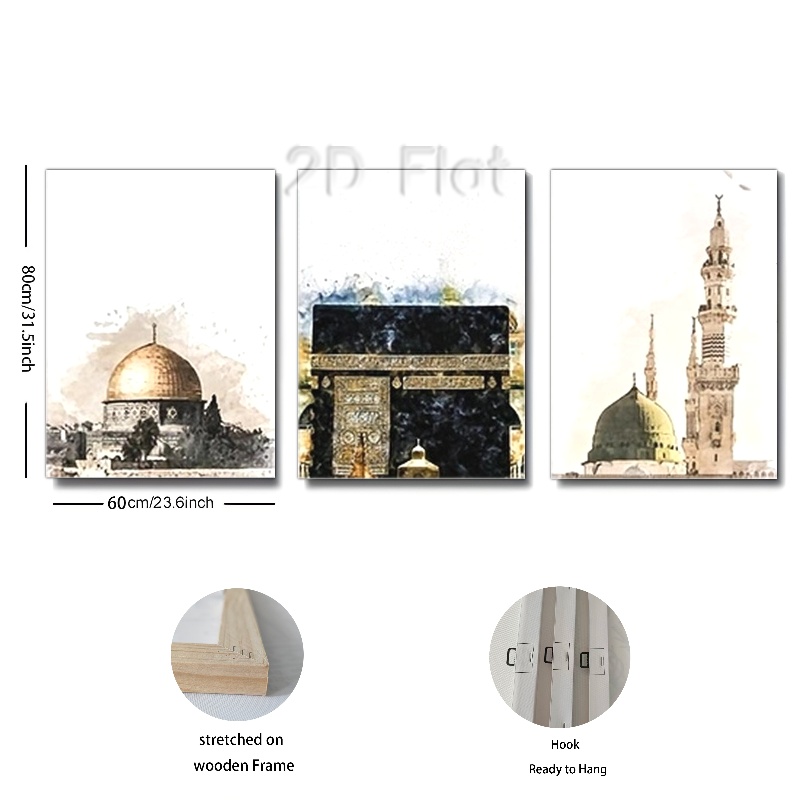 2D Flat
80cm/31.5inch
60cm/23.6inch
stretched on
wooden Frame
Hook
Ready to Hang